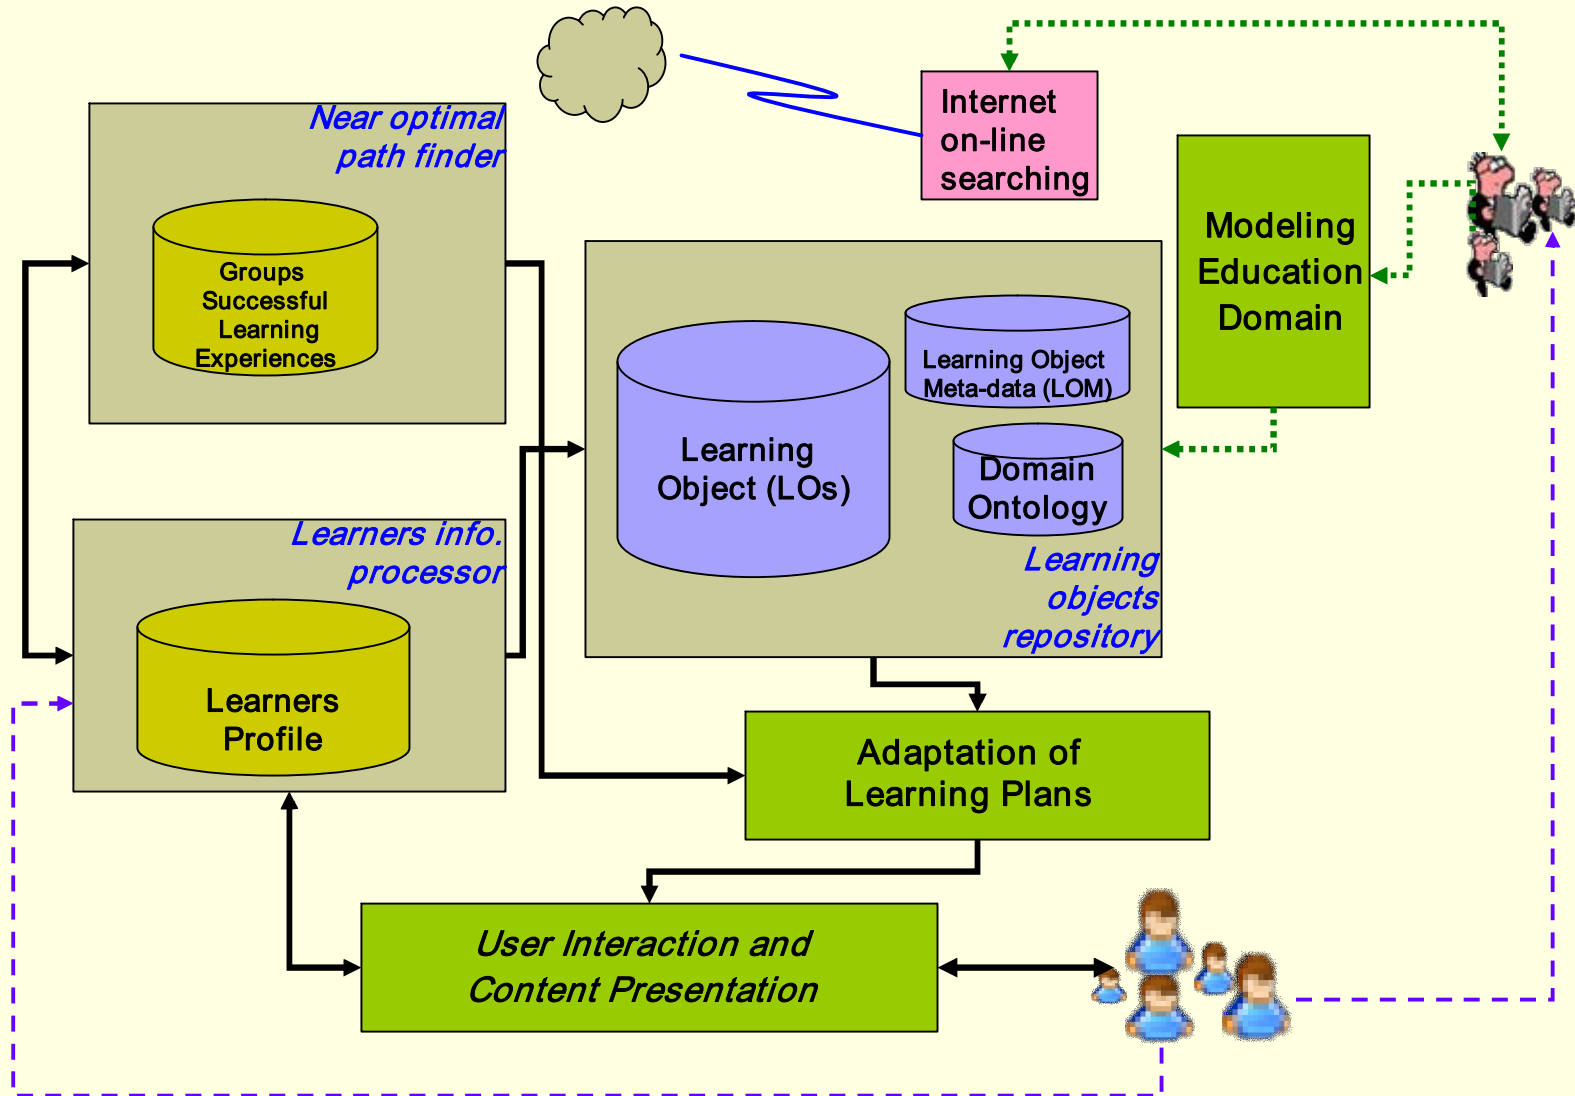 Near optimal
path finder
Groups
Successful
Learning
Experiences
Internet
on-line
searching
Modeling
Education
Domain
Learning
Object (LOs)
Learning Object
Meta-data (LOM)
Domain
Ontology
Learning
objects
repository
Learners info.
processor
Learners
Profile
Adaptation of
Learning Plans
User Interaction and
Content Presentation